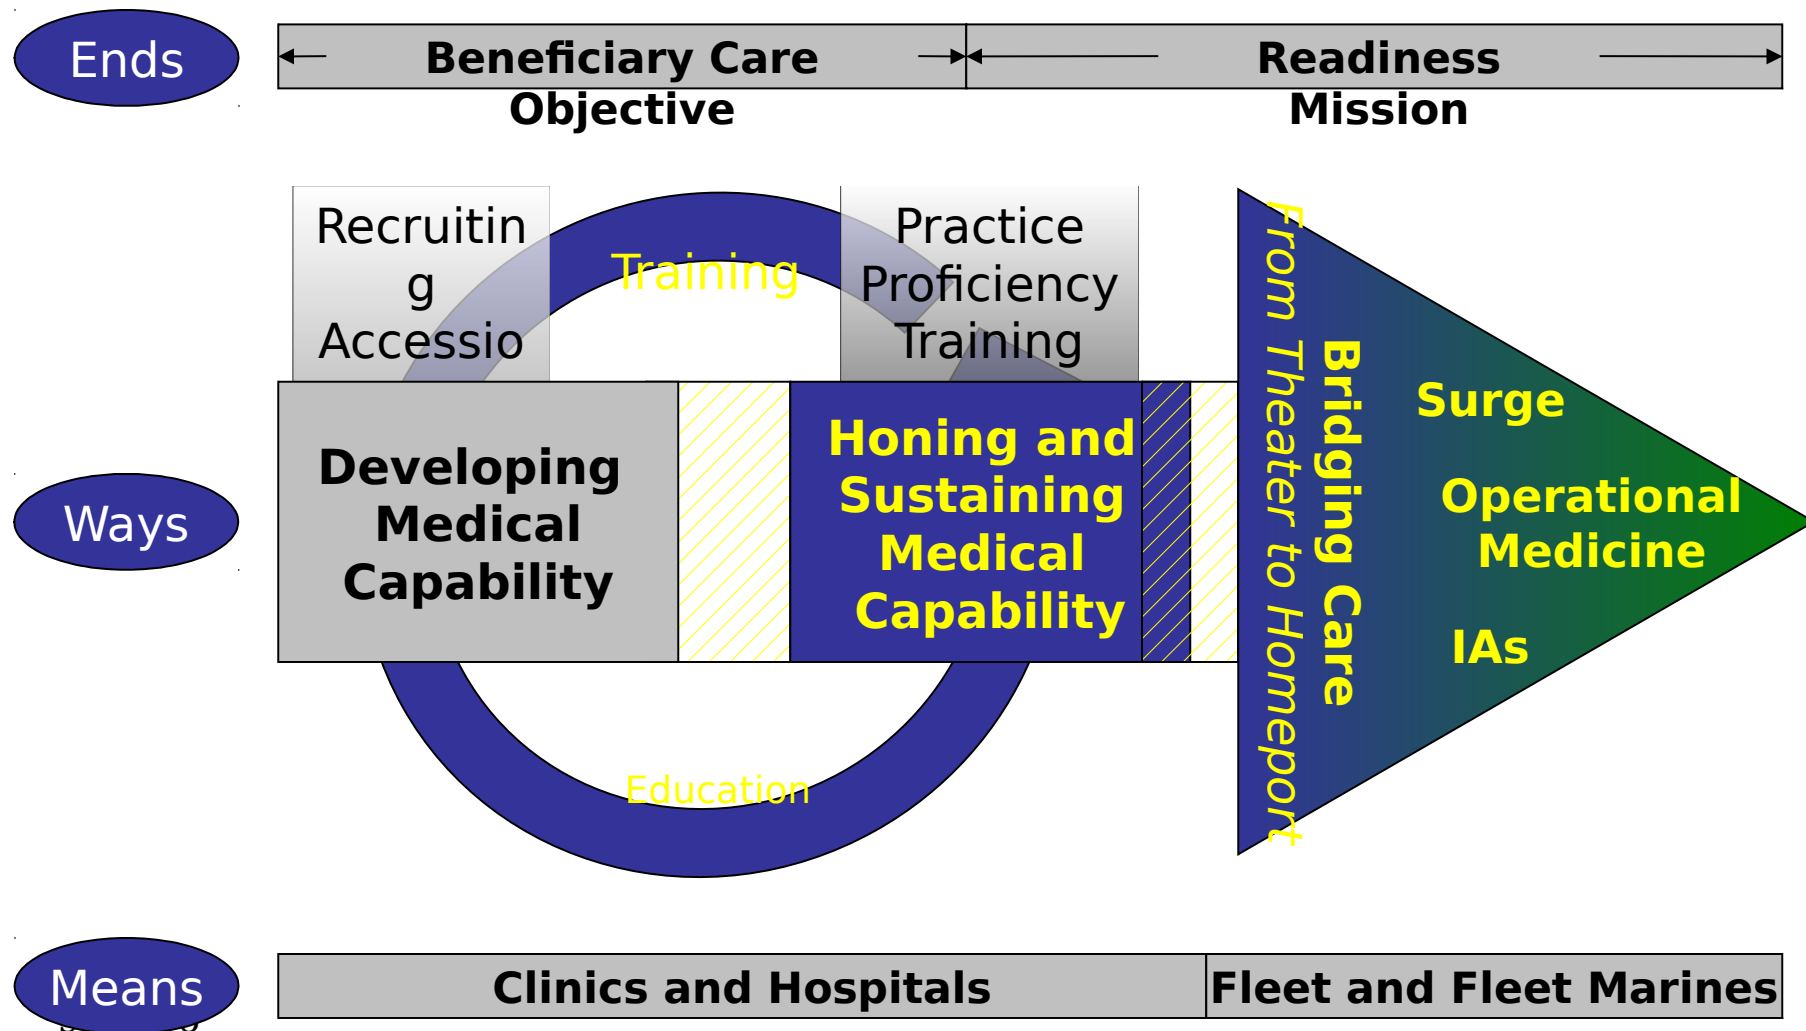 Ends
Beneficiary Care
Objective
Readiness
Mission
Recruitin
g
Accessio
Training
Practice
Proficiency
Training
Ways
Developing
Medical
Capability
Honing and
Sustaining
Medical
Capability
From Theater to Homeport
Bridging Care
Surge
Operational
Medicine
IAs
Education
Means
Clinics and Hospitals
Fleet and Fleet Marines